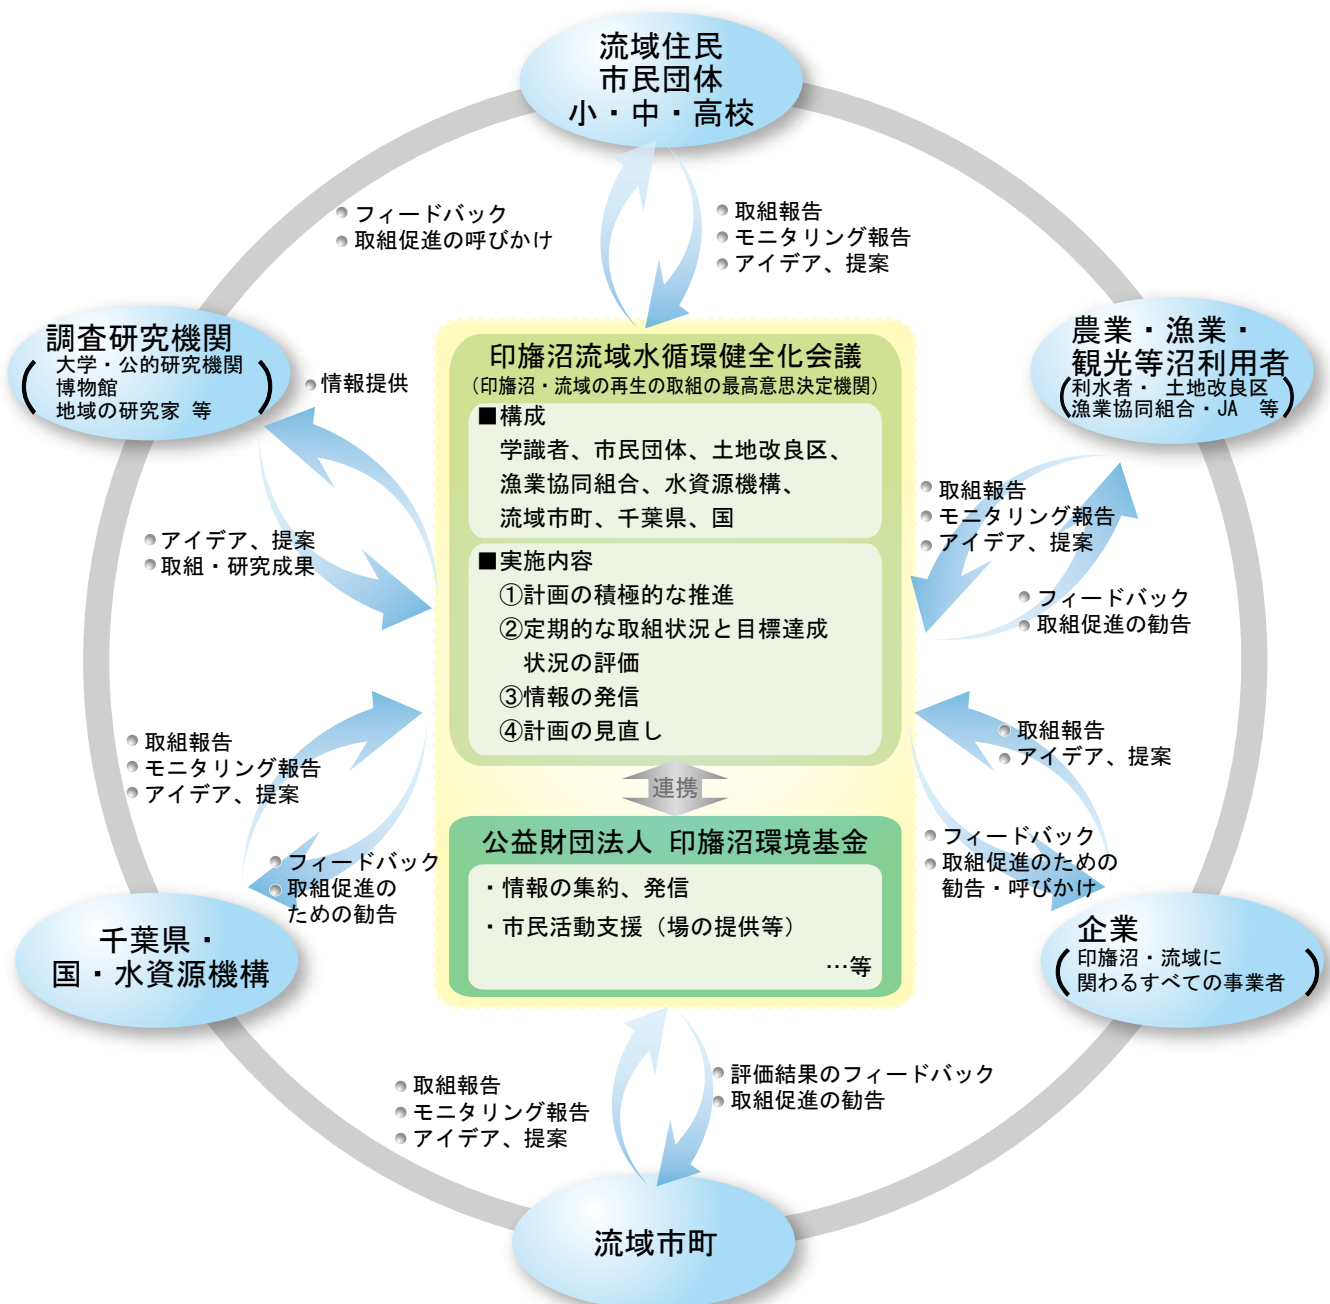 流域住民
市民団体
小・中・高校
・フィードバック
・取組促進の呼びかけ
・取組報告
・モニタリング報告
・アイデア、提案
調査研究機関
(大学・公的研究機関
博物館
地域の研究家 等)
・情報提供
・アイデア、提案
・取組・研究成果
農業・漁業・
観光等沼利用者
(利水者・ 土地改良区
漁業協同組合・JA 等)
・取組報告
・モニタリング報告
・アイデア、提案
・フィードバック
・取組促進の勧告
印旛沼流域水循環健全化会議
(印旛沼・流域の再生の取組の最高意思決定機関)
■構成
学識者、市民団体、土地改良区、
漁業協同組合、水資源機構、
流域市町、千葉県、国
■実施内容
①計画の積極的な推進
②定期的な取組状況と目標達成
状況の評価
③情報の発信
④計画の見直し
連携
公益財団法人 印旛沼環境基金
・情報の集約、発信
・市民活動支援(場の提供等)
…等
・取組報告
・モニタリング報告
・アイデア、提案
・フィードバック
・取組促進の
ための勧告
千葉県・
国・水資源機構
・取組報告
・アイデア、提案
・フィードバック
・取組促進のための
勧告・呼びかけ
企業
(印旛沼・流域に
関わるすべての事業者)
・取組報告
・モニタリング報告
・アイデア、提案
・評価結果のフィードバック
・取組促進の勧告
流域市町